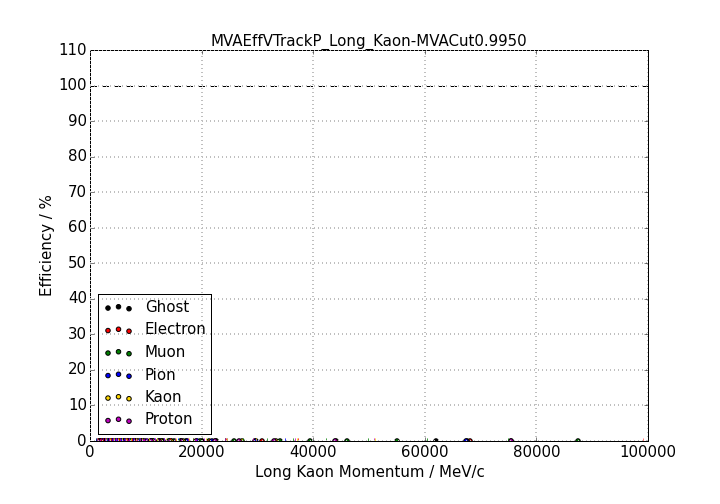 MVAEffVTrackP_Long_Kaon-MVACut0.9950
110
100
90
80
70
60
50
40
30
20
10
0
Efficiency / %
Ghost
Electron
Muon
Pion
Kaon
Proton
0 20000 40000 60000 80000 100000
Long Kaon Momentum / MeV/c